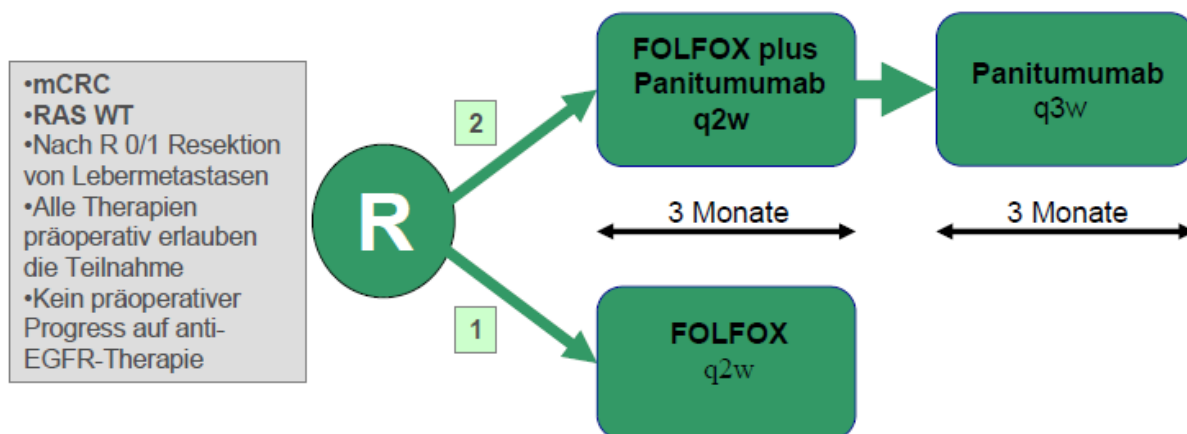 •mCRC
•RAS WT
•Nach R 0/1 Resektion
von Lebermetastasen
•Alle Therapien
präoperativ erlauben
die Teilnahme
•Kein präoperativer
Progress auf anti-
EGFR-Therapie
R
2
1
FOLFOX plus
Panitumumab
q2w
Panitumumab
q3w
3 Monate
3 Monate
FOLFOX
q2w